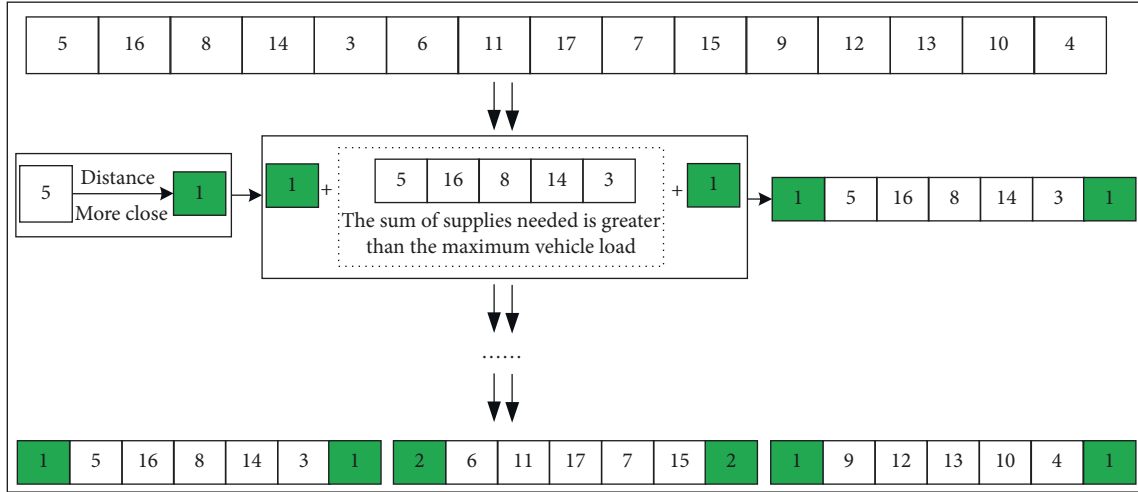 5 16 8 14 3 6 11 17 7 15 9 12 13 10 4
5 Distance More close 1
1 + 5 16 8 14 3 + 1
The sum of supplies needed is greater
than the maximum vehicle load
1 5 16 8 14 3 1
......
1 5 16 8 14 3 1
2 6 11 17 7 15 2
1 9 12 13 10 4 1